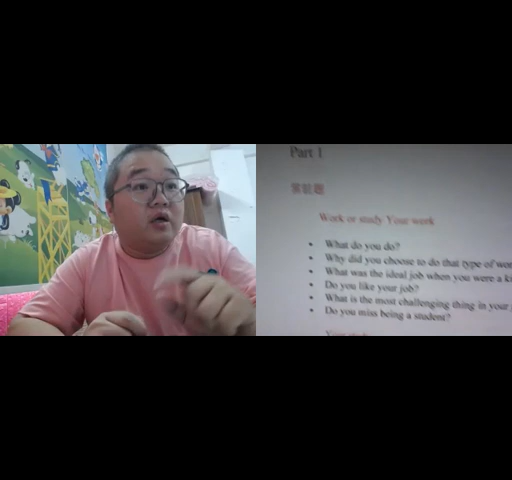 Part 1
Work or study Your work
• What do you do?
• Why did you choose to do that type of wor
• What was the ideal job when you were a k
• Do you like your job?
• What is the most challenging thing in your
• Do you miss being a student?